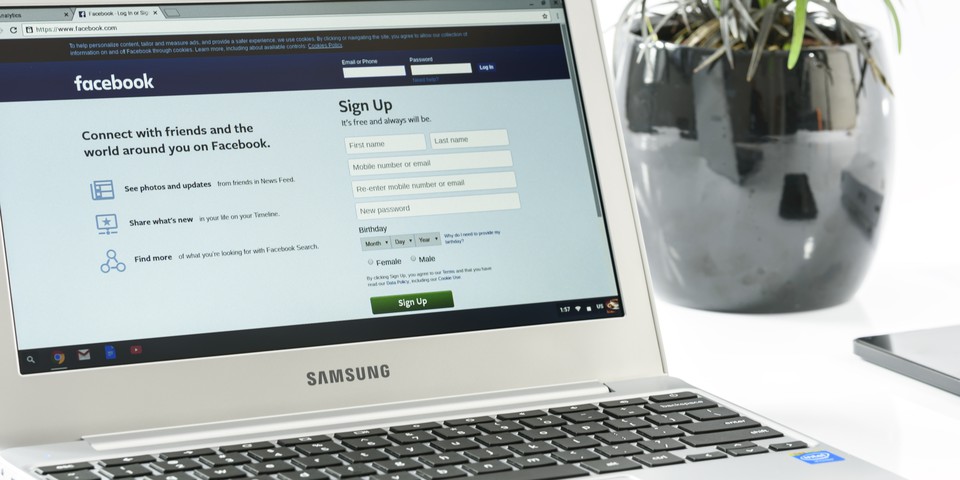 Analytics
Facebook - Log In or Sig
https://www.facebook.com
To help personalize content, tailor and measure ads, and provide a safer experience, we use cookies. By clicking or navigating the site, you agree to allow our collection of
information on and off Facebook through cookies. Learn more, including about available controls: Cookies Policy.
facebook
Email or Phone
Password
Log In
Sign Up
It's free and always will be.
Connect with friends and the
world around you on Facebook.
First name
Last name
Mobile number or email
See photos and updates from friends in News Feed.
Re-enter mobile number or email
Share what's new in your life on your Timeline.
New password
Birthday
Month Day Year
Why do I need to provide my
birthday?
Find more of what you're looking for with Facebook Search.
Female Male
By clicking Sign Up, you agree to our Terms and that you have
read our Data Policy, including our Cookie Use.
Sign Up
1:57 US
SAMSUNG
intel